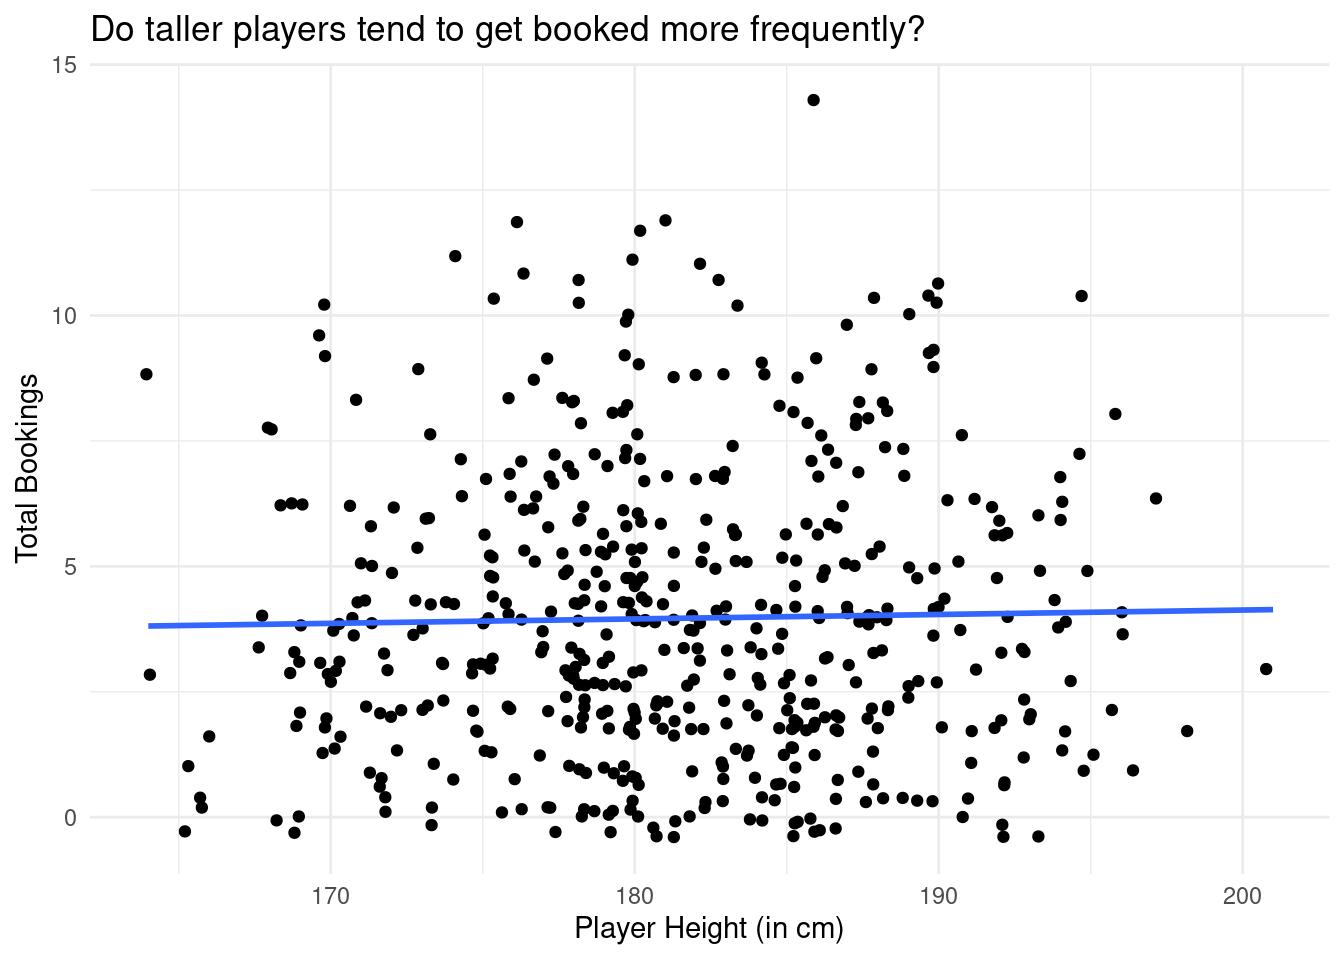 Do taller players tend to get booked more frequently?
15
10
5
0
Total Bookings
170 180 190 200
Player Height (in cm)